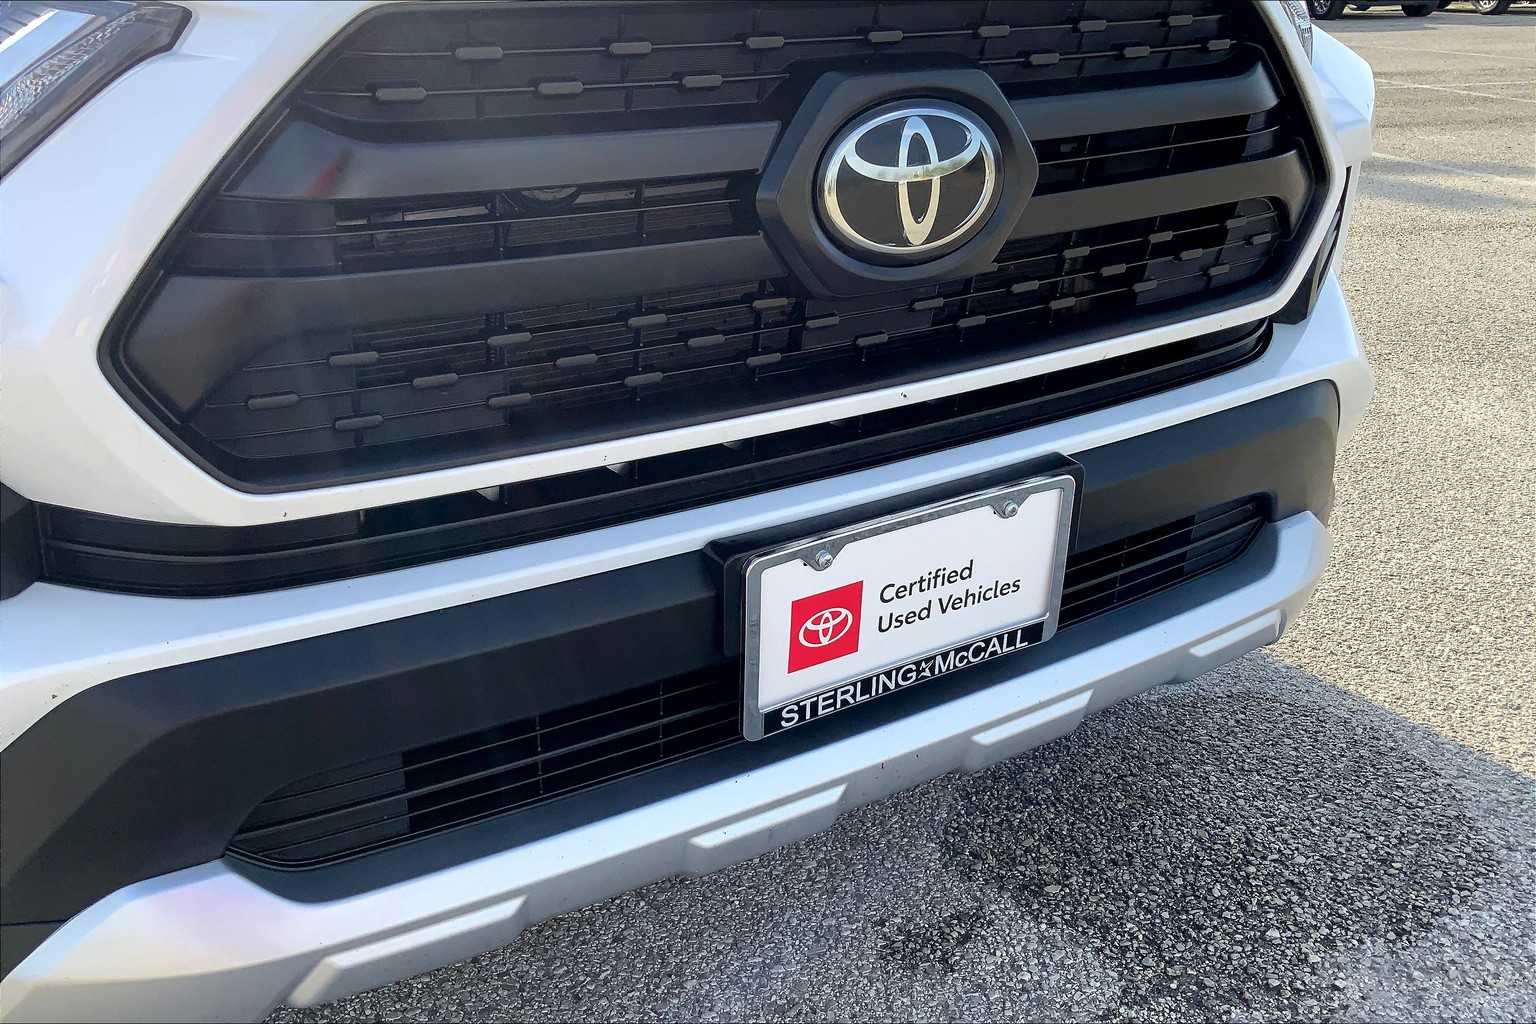 Certified
Used Vehicles
STERLING McCALL